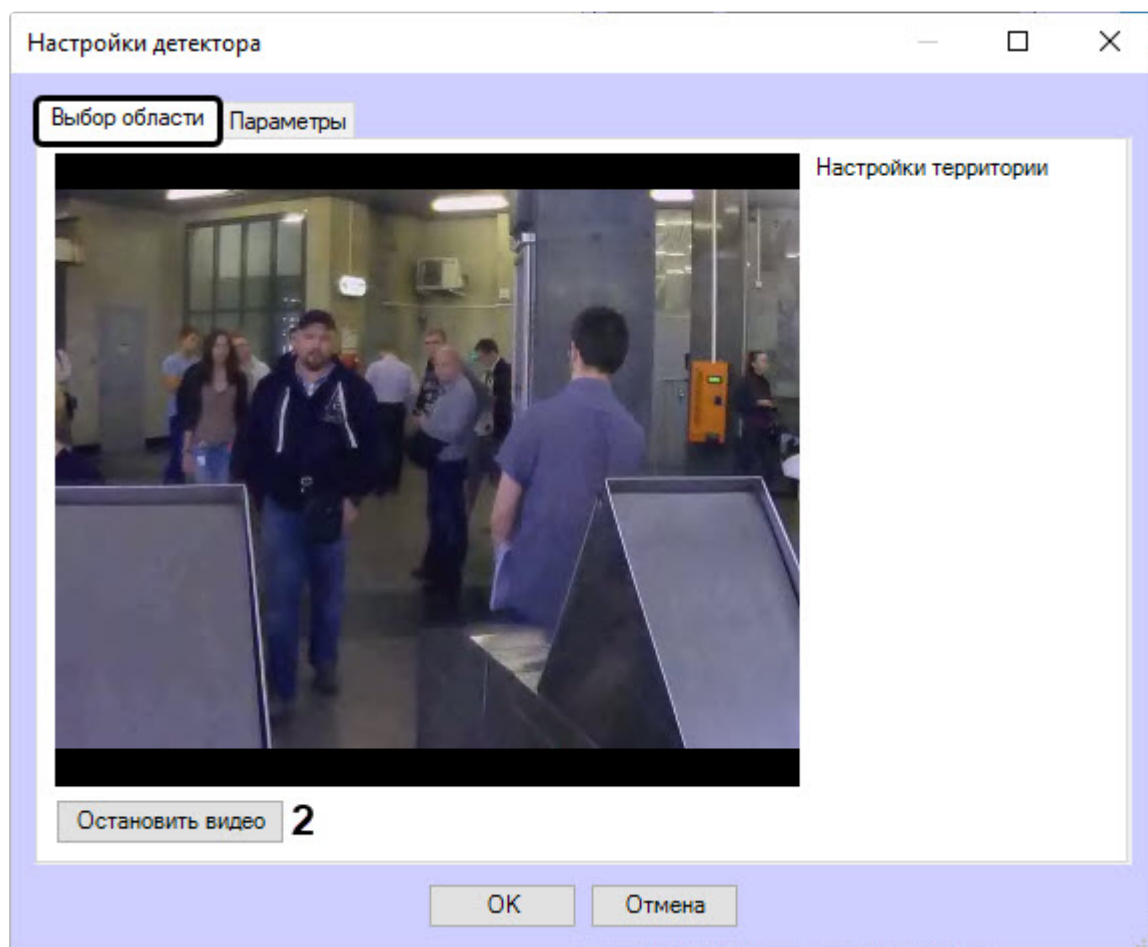 Настройки детектора
Выбор области Параметры
Настройки территории
Остановить видео 2
OK Отмена